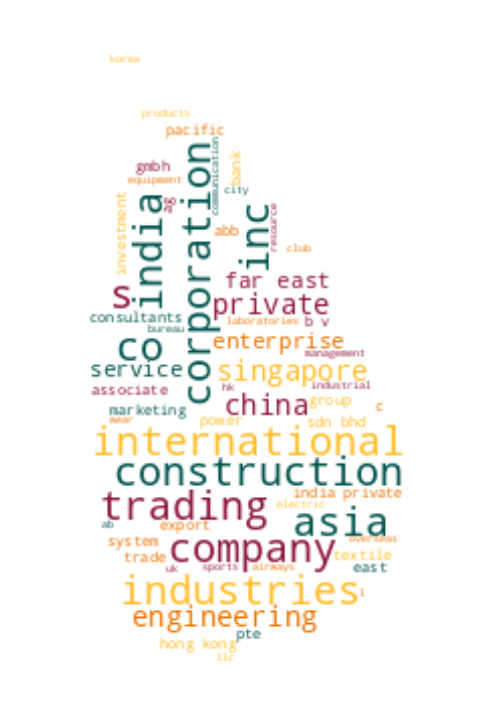 korea
products
pacific
gmbh
equipment
ag
bank
communication
city
investment
india
corporation
inc
resource
abb
club
s
far east
private
consultants
bureau
laboratories
b v
co
enterprise
management
service
singapore
associate
hk
industrial
china
group
c
marketing
wear
power
sdn bhd
international
construction
india private
trading
electric
asia
ab
export
system
overseas
trade
company
textile
uk
sports
airways
east
industries
i
engineering
pte
hong kong
llc